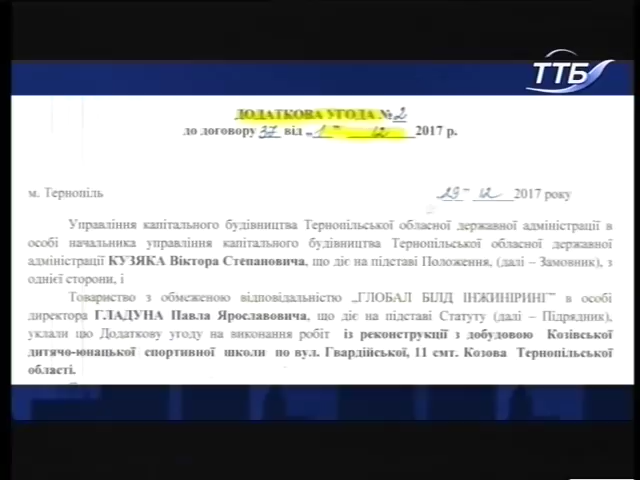 ТТБ
ДОДАТКОВА УГОДА № 2
до договору 37 від „ 1 " 12 2017 р.
м. Тернопіль 29 – 12 2017 року
Управління капітального будівництва Тернопільської обласної державної адміністрації в
особі начальника управління капітального будівництва Тернопільської обласної державної
адміністрації КУЗЯКА Віктора Степановича, що діє на підставі Положення, (далі – Замовник), з
однієї сторони, і
Товариство з обмеженою відповідальністю „ГЛОБАЛ БІЛД ІНЖИНІРИНГ" в особі
директора ГЛАДУНА Павла Ярославовича, що діє на підставі Статуту (далі – Підрядник),
уклали цю Додаткову угоду на виконання робіт із реконструкції з добудовою Козівської
дитячо-юнацької спортивної школи по вул. Гвардійської, 11 смт. Козова Тернопільської
області.